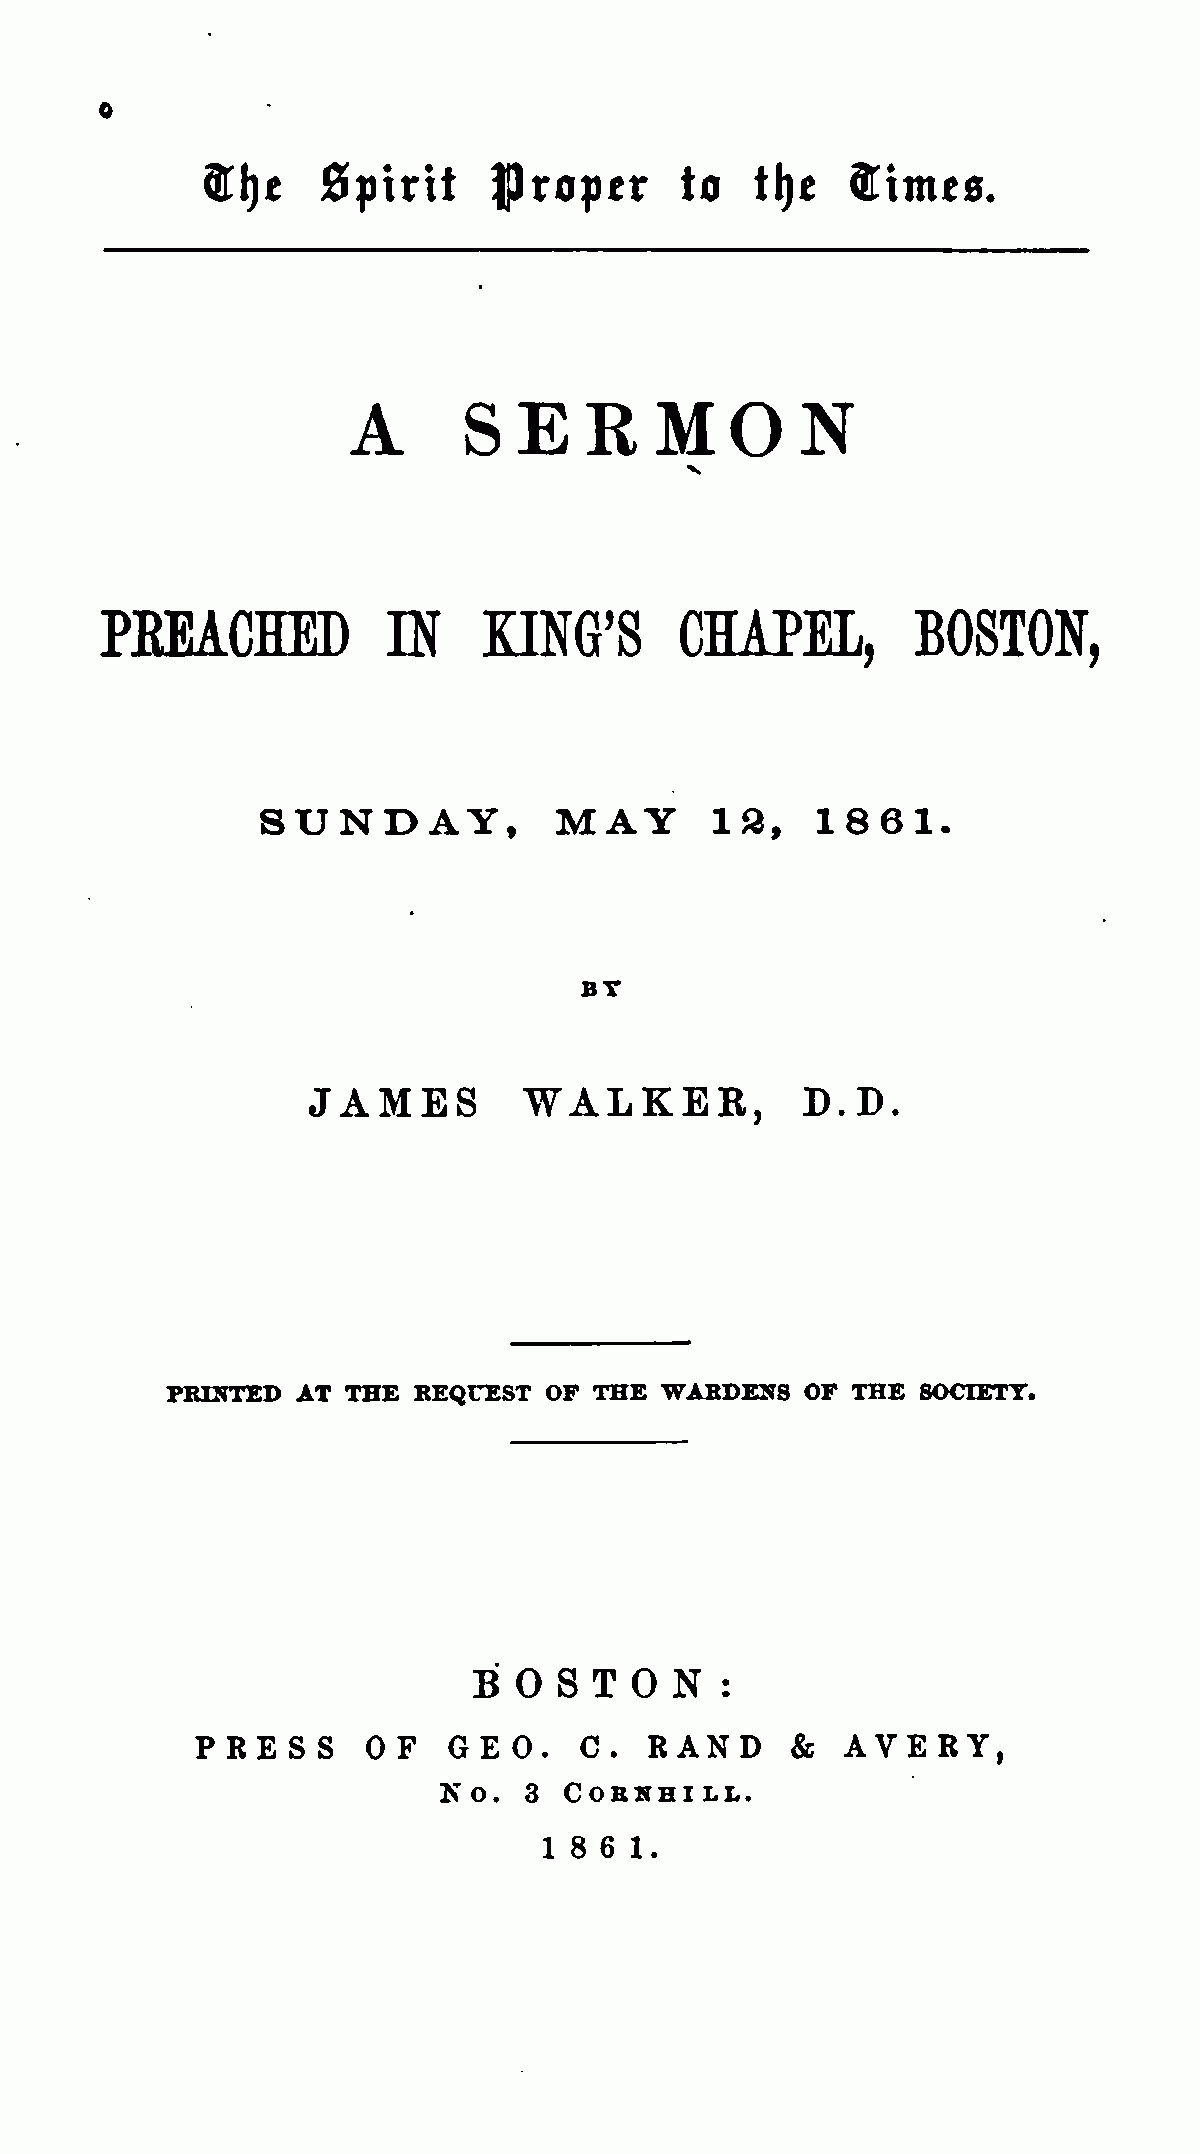 The Spirit Proper to the Times.
A SERMON
PREACHED IN KING'S CHAPEL, BOSTON,
SUNDAY, MAY 12, 1861.
BY
JAMES WALKER, D.D.
PRINTED AT THE REQUEST OF THE WARDENS OF THE SOCIETY.
BOSTON:
PRESS OF GEO. C. RAND & AVERY,
No. 3 CORNHILL.
1861.